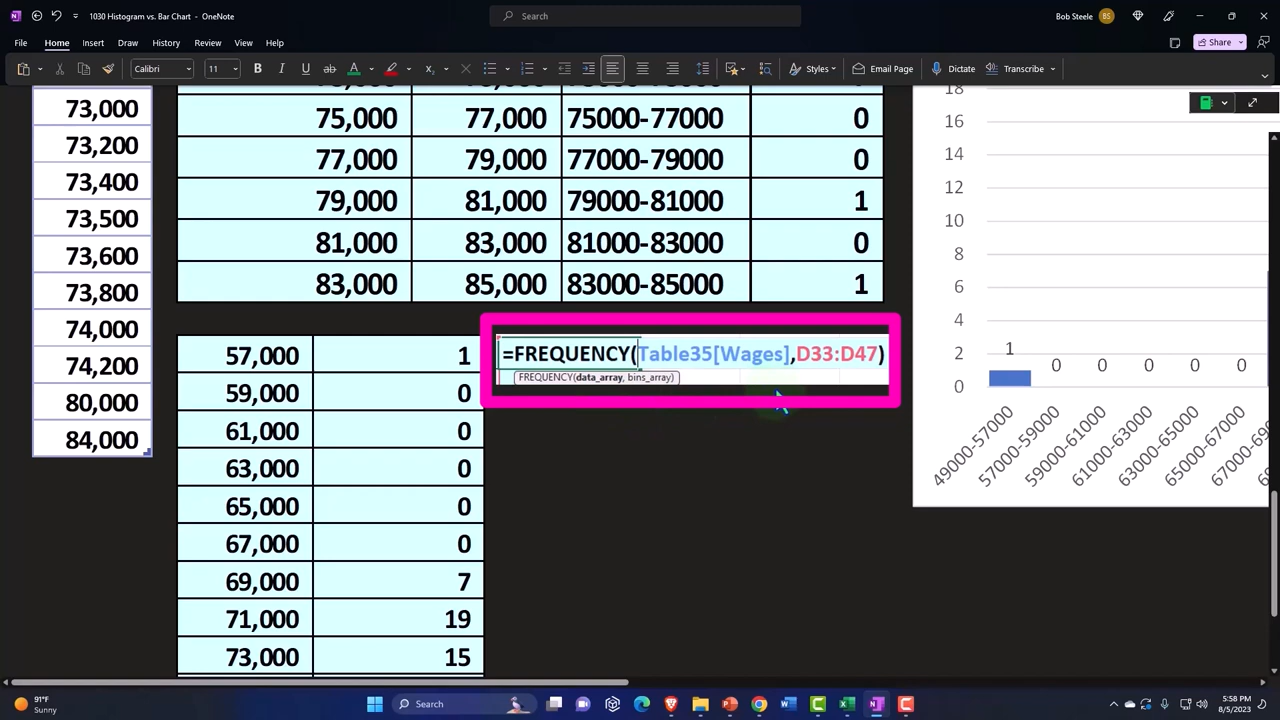 1030 Histogram vs. Bar Chart - OneNote
Search
Bob Steele BS
File Home Insert Draw History Review View Help
Share
Calibri 11 B I U ab A x Styles Email Page Dictate Transcribe
73,000
73,200
73,400
73,500
73,600
73,800
74,000
74,200
80,000
84,000
75,000 77,000 75000-77000 0
77,000 79,000 77000-79000 0
79,000 81,000 79000-81000 1
81,000 83,000 81000-83000 0
83,000 85,000 83000-85000 1
=FREQUENCY(Table35[Wages],D33:D47)
FREQUENCY(data_array, bins_array)
57,000 1
59,000 0
61,000 0
63,000 0
65,000 0
67,000 0
69,000 7
71,000 19
73,000 15
18
16
14
12
10
8
6
4
2
0
1 0 0 0 0 0
49000-57000
57000-59000
59000-61000
61000-63000
63000-65000
65000-67000
91°F
Sunny
Search
5:58 PM
8/5/2023